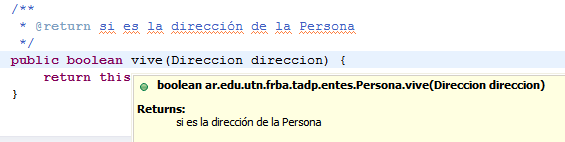 /**
* @return si es la dirección de la Persona
*/
public boolean vive(Direccion direccion) {
return this
}
boolean ar.edu.utn.frba.tadp.entes.Persona.vive(Direccion direccion)
Returns:
si es la dirección de la Persona